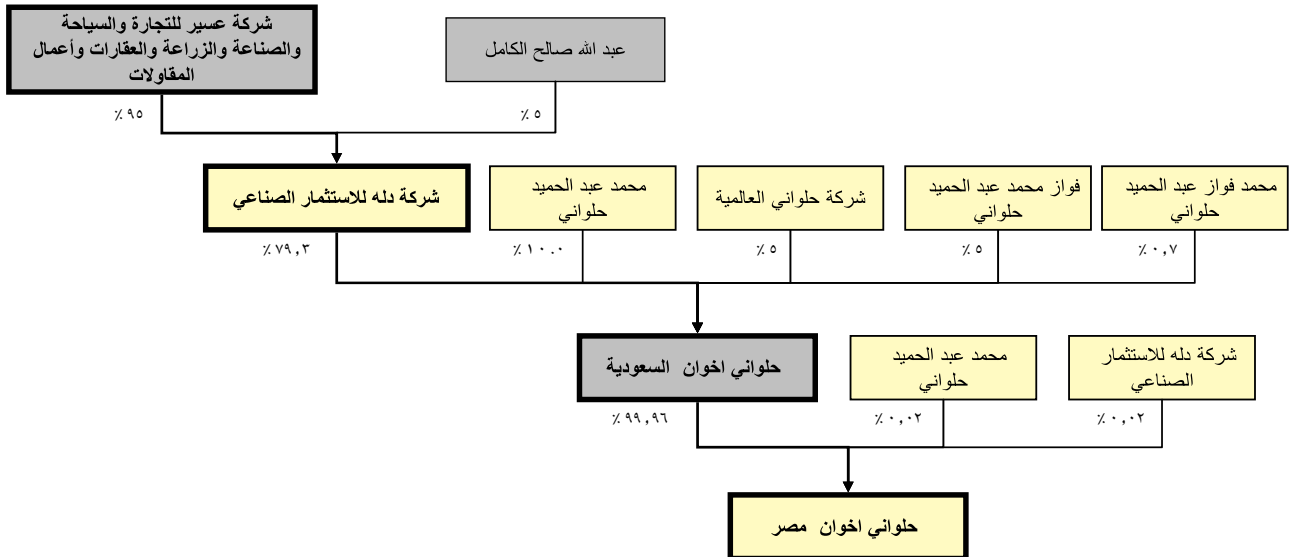 شركة عسير للتجارة والسياحة
والصناعة والزراعة والعقارات وأعمال
المقاولات
عبد الله صالح الكامل
٪ ٩٥
٪ ٥
شركة دله للاستثمار الصناعي
محمد عبد الحميد
حلواني
شركة حلواني العالمية
فواز محمد عبد الحميد
حلواني
محمد فواز عبد الحميد
حلواني
٪ ٧٩,٣
٪ ١٠.٠
٪ ٥
٪ ٥
٪ ٠,٧
حلواني اخوان السعودية
محمد عبد الحميد
حلواني
شركة دله للاستثمار
الصناعي
٪ ٩٩,٩٦
٪ ٠,٠٢
٪ ٠,٠٢
حلواني اخوان مصر